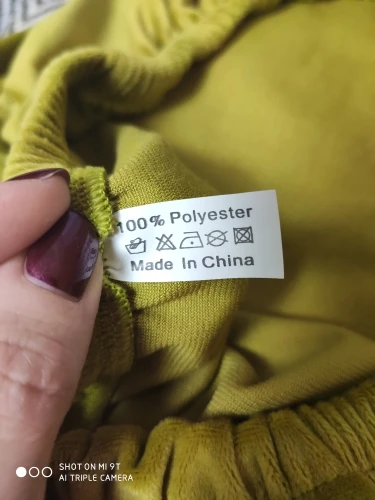 100% Polyester
Made In China
SHOT ON MI 9T
AI TRIPLE CAMERA